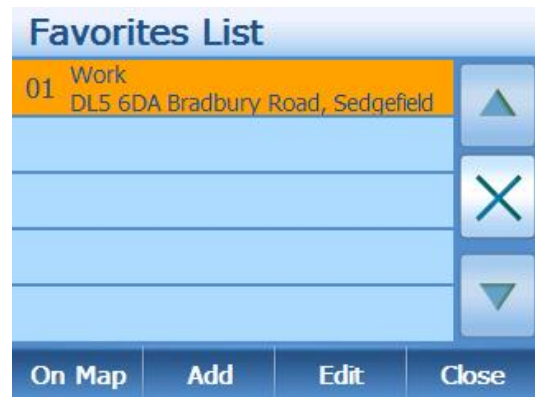 Favorites List
01 Work
DL5 6DA Bradbury Road, Sedgefield
On Map Add Edit Close